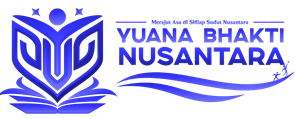 Merajut Asa di SEtiap Sudut Nusantara
YUANA BHAKTI
NUSANTARA